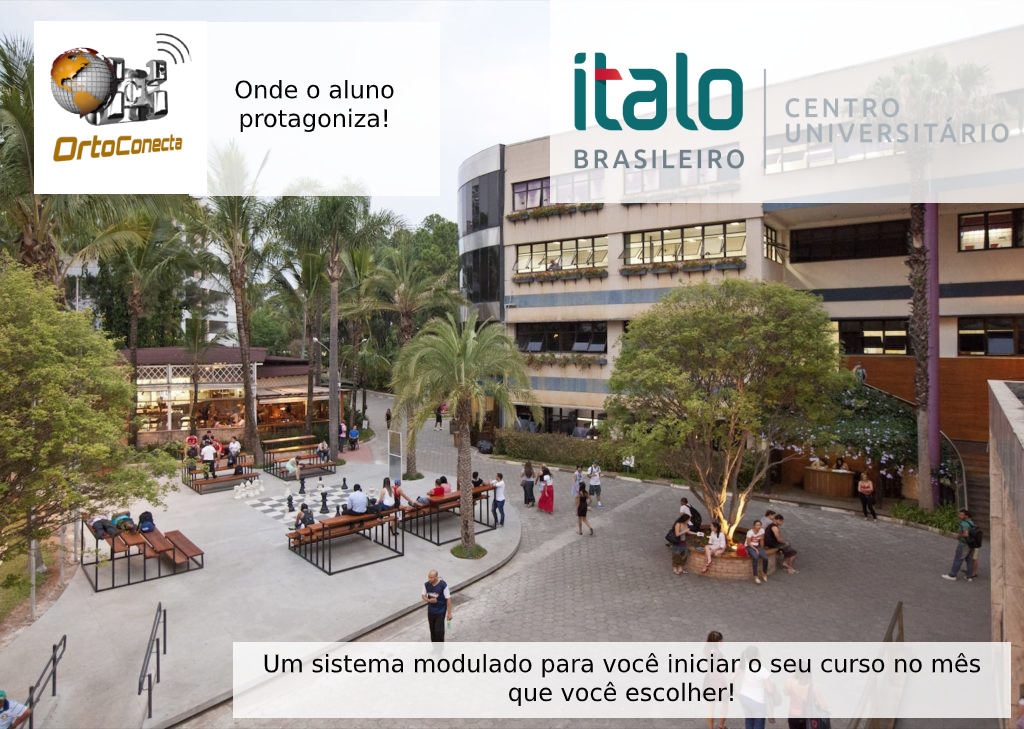 OrtoConecta
Onde o aluno
protagoniza!
ítalo
BRASILEIRO
CENTRO
UNIVERSITÁRIO
Um sistema modulado para você iniciar o seu curso no mês
que você escolher!